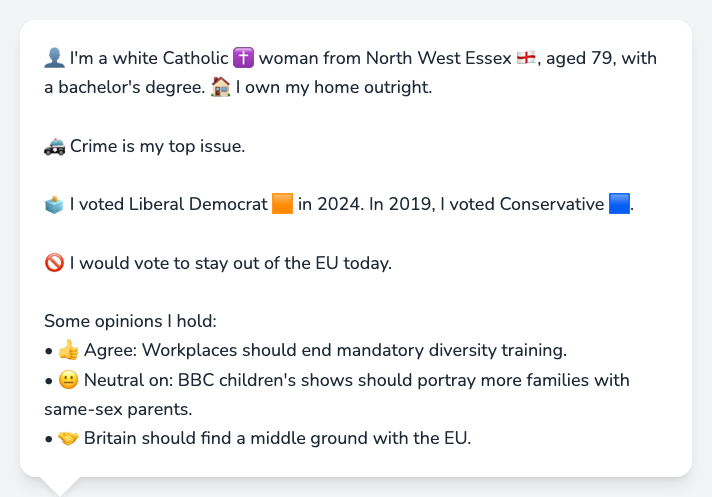 👤 I'm a white Catholic ✝️ woman from North West Essex 🏴󠁧󠁢󠁥󠁮󠁧󠁿, aged 79, with
a bachelor's degree. 🏠 I own my home outright.
🚓 Crime is my top issue.
🗳️ I voted Liberal Democrat 🟧 in 2024. In 2019, I voted Conservative 🟦.
🚫 I would vote to stay out of the EU today.
Some opinions I hold:
• 👍 Agree: Workplaces should end mandatory diversity training.
• 😐 Neutral on: BBC children's shows should portray more families with
same-sex parents.
• 🤝 Britain should find a middle ground with the EU.